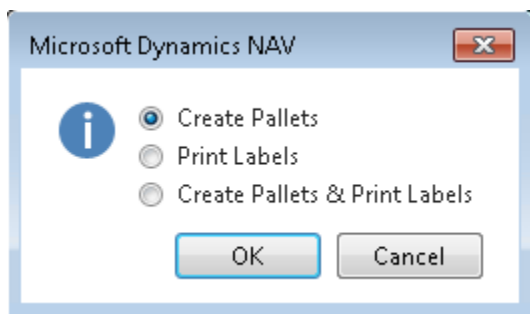 Microsoft Dynamics NAV
Create Pallets
Print Labels
Create Pallets & Print Labels
OK
Cancel